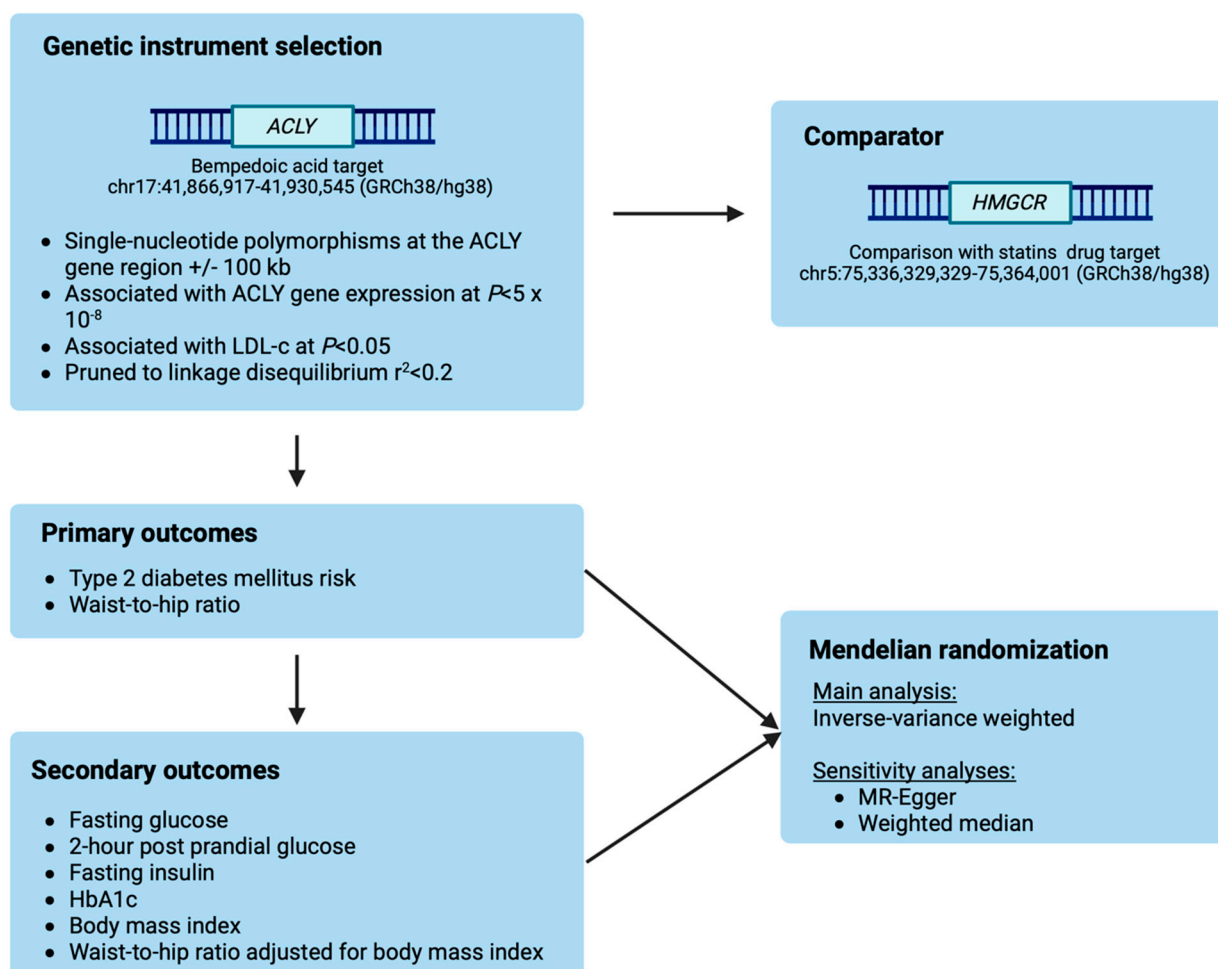 Genetic instrument selection
ACLY
Bempedoic acid target
chr17:41,866,917-41,930,545 (GRCh38/hg38)
• Single-nucleotide polymorphisms at the ACLY
gene region +/- 100 kb
• Associated with ACLY gene expression at P<5 x
10⁻⁸
• Associated with LDL-c at P<0.05
• Pruned to linkage disequilibrium r²<0.2
Comparator
HMGCR
Comparison with statins drug target
chr5:75,336,329,329-75,364,001 (GRCh38/hg38)
Primary outcomes
• Type 2 diabetes mellitus risk
• Waist-to-hip ratio
Secondary outcomes
• Fasting glucose
• 2-hour post prandial glucose
• Fasting insulin
• HbA1c
• Body mass index
• Waist-to-hip ratio adjusted for body mass index
Mendelian randomization
Main analysis:
Inverse-variance weighted
Sensitivity analyses:
• MR-Egger
• Weighted median